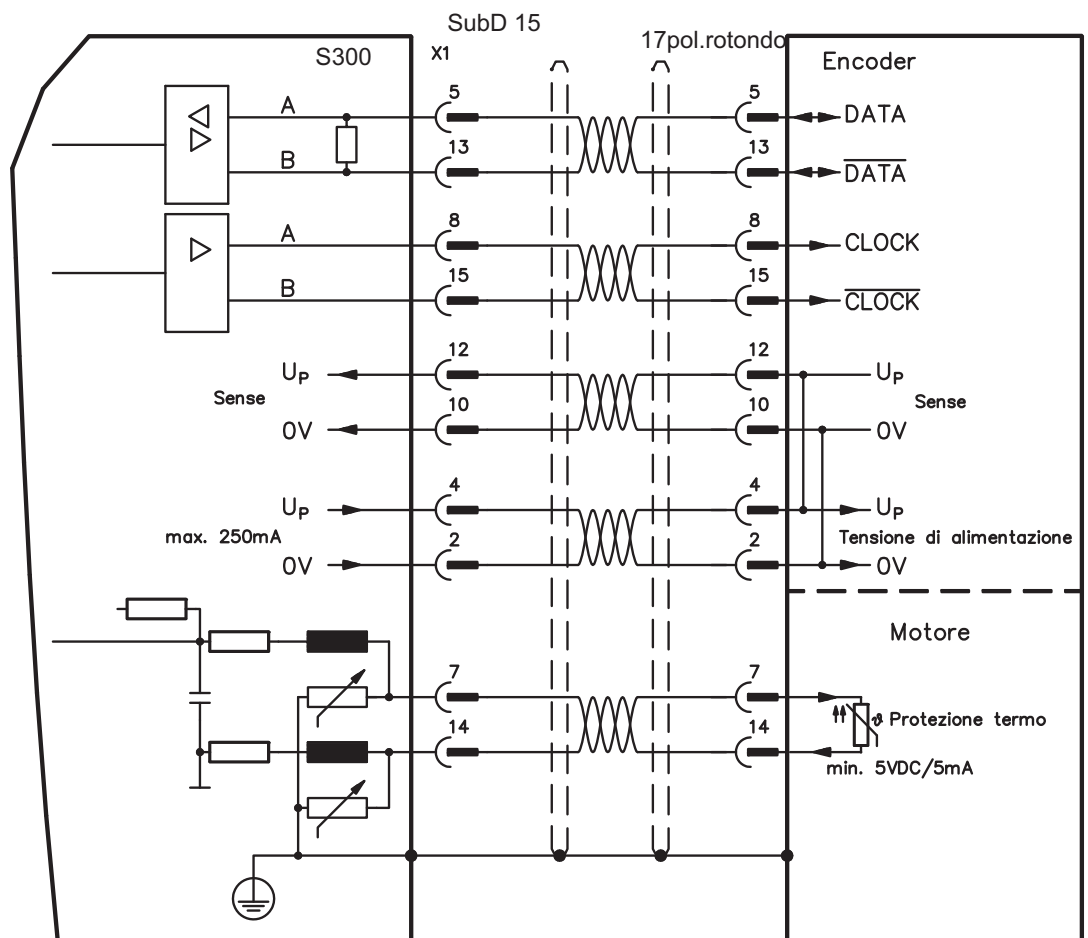 SubD 15
S300
X1
17pol.rotondo
Encoder
A
5
5
DATA
B
13
13
DATA
A
8
8
CLOCK
B
15
15
CLOCK
UP
12
12
UP
Sense
Sense
0V
10
10
0V
UP
4
4
UP
max. 250mA
Tensione di alimentazione
0V
2
2
0V
Motore
7
7
ϑ Protezione termo
14
14
min. 5VDC/5mA